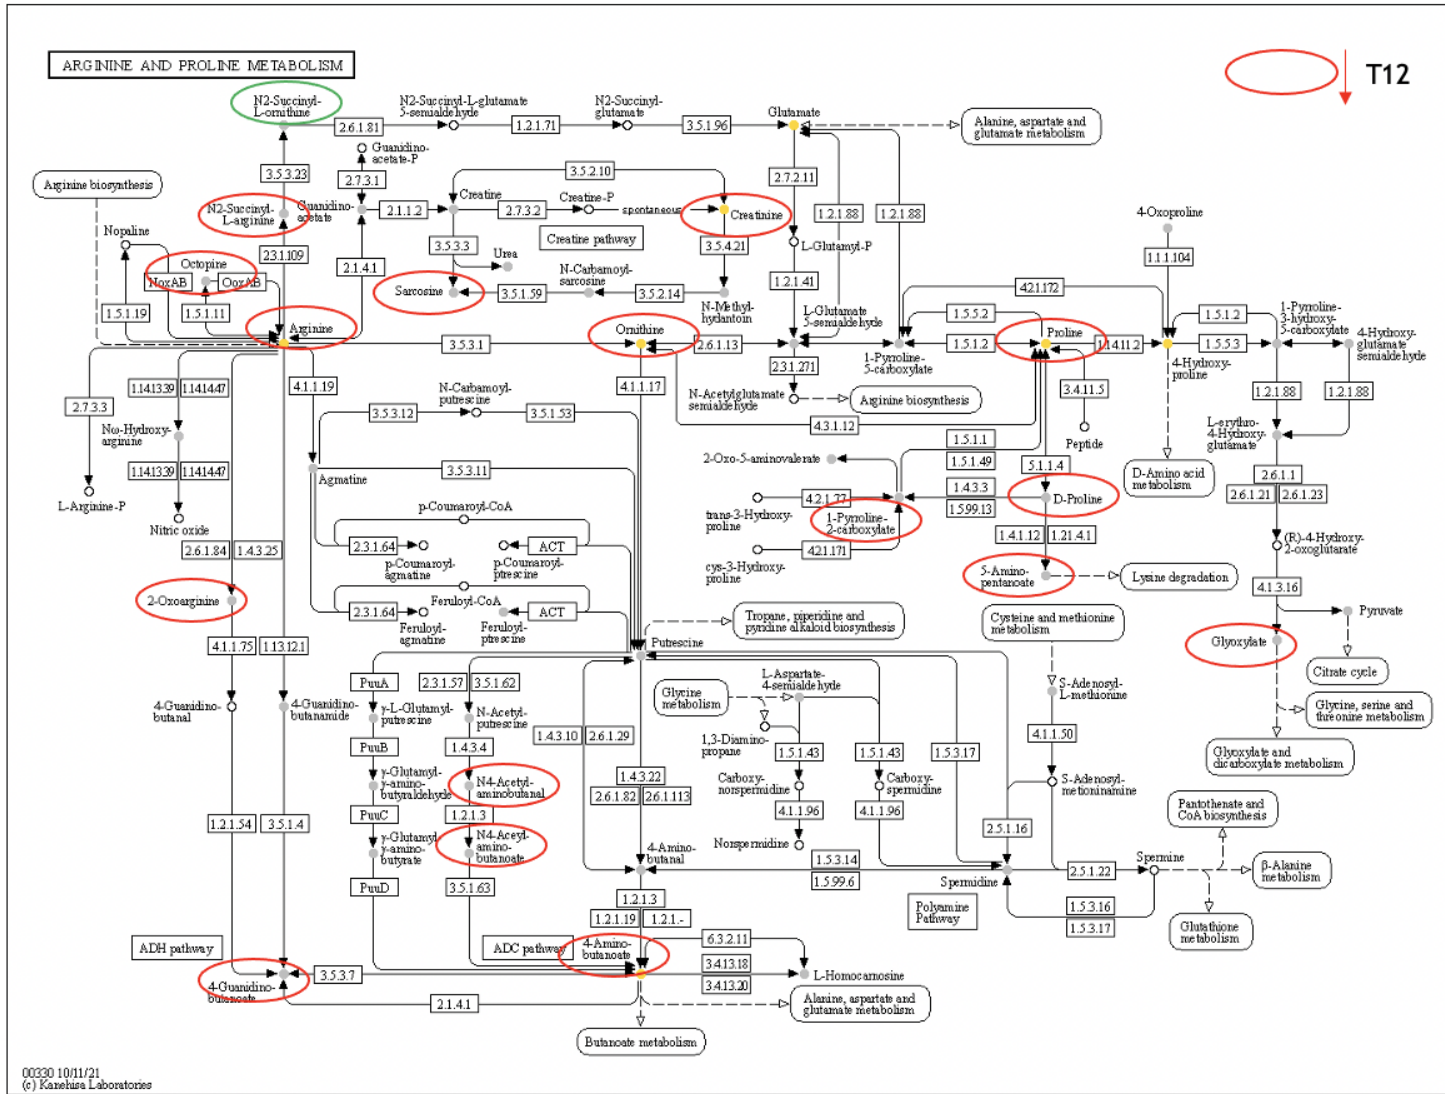 ARGININE AND PROLINE METABOLISM
T12
N2-Succinyl-
L-ornithine
2.6.1.81
N2-Succinyl-L-glutamate
5-semialdehyde
1.2.1.71
N2-Succinyl-
glutamate
3.5.1.96
Glutamate
Alanine, aspartate and
glutamate metabolism
Guanidino-
acetate-P
3.5.3.23
2.7.3.1
3.5.2.10
2.7.2.11
Arginine biosynthesis
N2-Succinyl-
L-arginine
Guanidino-
acetate
2.1.1.2
Creatine
2.7.3.2
Creatine-P
spontaneous
Creatinine
1.2.1.88
1.2.1.88
4-Oxoproline
Nopaline
2.3.1.109
3.5.3.3
Creatine pathway
3.5.4.21
L-Glutamyl-P
1.1.1.104
Octopine
NoxAB
OoxAB
2.1.4.1
Urea
N-Carbamoyl-
sarcosine
1.2.1.41
4.2.1.172
Sarcosine
3.5.1.59
3.5.2.14
N-Methyl-
hydantoin
1.5.1.19
1.5.1.11
Arginine
3.5.3.1
Ornithine
2.6.1.13
L-Glutamate
5-semialdehyde
1.5.5.2
1.5.1.2
1-Pyrroline-
5-carboxylate
Proline
1.14.11.2
4-Hydroxy-
proline
1.5.1.2
1.5.5.3
1-Pyrroline-
3-hydroxy-
5-carboxylate
4-Hydroxy-
glutamate
semialdehyde
2.3.1.271
4.1.1.19
4.1.1.17
1.14.13.39
1.14.14.47
2.7.3.3
N-Carbamoyl-
putrescine
3.5.3.12
3.5.1.53
N-Acetylglutamate
semialdehyde
Arginine biosynthesis
3.4.11.5
1.2.1.88
1.2.1.88
4.3.1.12
Peptide
Nω-Hydroxy-
arginine
1.14.13.39
1.14.14.47
L-erythro-
4-Hydroxy-
glutamate
1.5.1.1
1.5.1.49
2-Oxo-5-aminovalerate
5.1.1.4
D-Amino acid
metabolism
Agmatine
3.5.3.11
1.4.3.3
1.5.99.13
2.6.1.1
2.6.1.21
2.6.1.23
L-Arginine-P
Nitric oxide
p-Coumaroyl-CoA
trans-3-Hydroxy-
proline
4.2.1.77
1-Pyrroline-
2-carboxylate
D-Proline
2.3.1.64
p-Coumaroyl-
agmatine
p-Coumaroyl-
ptrescine
ACT
4.2.1.171
cys-3-Hydroxy-
proline
1.4.1.12
1.21.4.1
(R)-4-Hydroxy-
2-oxoglutarate
2.6.1.84
1.4.3.25
5-Amino-
pentanoate
Lysine degradation
4.1.3.16
2-Oxoarginine
Feruloyl-CoA
2.3.1.64
Feruloyl-
agmatine
Feruloyl-
ptrescine
ACT
Tropane, piperidine and
pyridine alkaloid biosynthesis
Cysteine and methionine
metabolism
Pyruvate
Glyoxylate
Citrate cycle
4.1.1.75
1.13.12.1
Putrescine
PuuA
2.3.1.57
3.5.1.62
L-Aspartate-
4-semialdehyde
Glycine
metabolism
S-Adenosyl-
L-methionine
Glycine, serine and
threonine metabolism
4-Guanidino-
butanal
4-Guanidino-
butanamide
γ-L-Glutamyl-
putrescine
N-Acetyl-
putrescine
1.4.3.10
2.6.1.29
1,3-Diamino-
propane
1.5.1.43
1.5.1.43
1.5.3.17
4.1.1.50
Glyoxylate and
dicarboxylate metabolism
PuuB
1.4.3.4
1.4.3.22
2.6.1.82
2.6.1.113
γ-Glutamyl-
γ-amino-
butyraldehyde
N4-Acetyl-
aminobutanal
Carboxy-
norspermidine
Carboxy-
spermidine
S-Adenosyl-
metioninamine
1.2.1.54
3.5.1.4
PuuC
1.2.1.3
4.1.1.96
4.1.1.96
Pantothenate and
CoA biosynthesis
2.5.1.16
γ-Glutamyl-
γ-amino-
butyrate
N4-Aceyl-
amino-
butanoate
4-Amino-
butanal
Norspermidine
1.5.3.14
1.5.99.6
Spermidine
2.5.1.22
Spermine
β-Alanine
metabolism
PuuD
3.5.1.63
1.2.1.3
1.2.1.19
1.2.1.-
Polyamine
Pathway
1.5.3.16
1.5.3.17
Glutathione
metabolism
ADH pathway
ADC pathway
4-Amino-
butanoate
6.3.2.11
3.4.13.18
3.4.13.20
L-Homocarnosine
4-Guanidino-
butanoate
3.5.3.7
2.1.4.1
Alanine, aspartate and
glutamate metabolism
Butanoate metabolism
00330 10/11/21
(c) Kanehisa Laboratories